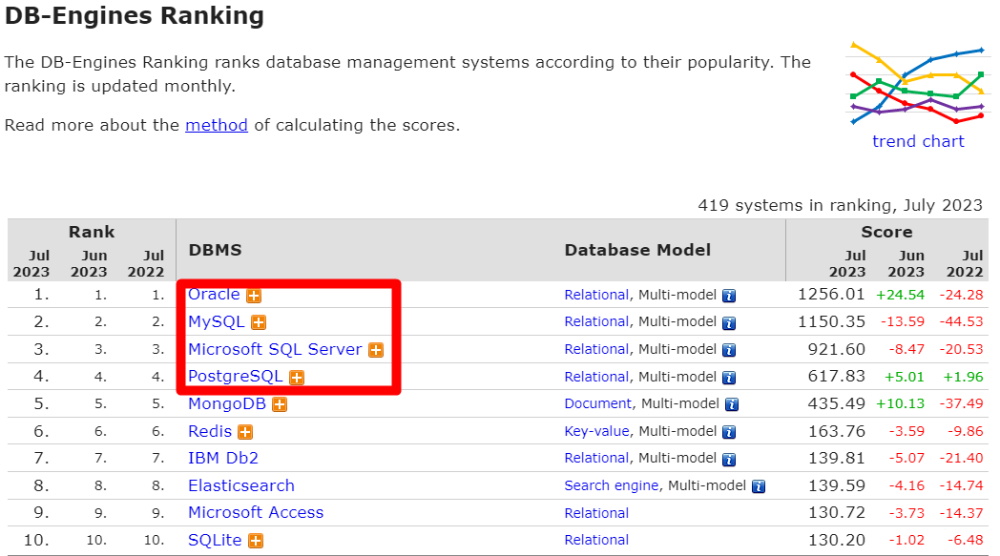 DB-Engines Ranking
The DB-Engines Ranking ranks database management systems according to their popularity. The
ranking is updated monthly.
Read more about the method of calculating the scores.
trend chart
419 systems in ranking, July 2023
Rank DBMS Database Model Score
Jul 2023 Jun 2023 Jul 2022 Jul 2023 Jun 2023 Jul 2022
1. 1. 1. Oracle Relational, Multi-model 1256.01 +24.54 -24.28
2. 2. 2. MySQL Relational, Multi-model 1150.35 -13.59 -44.53
3. 3. 3. Microsoft SQL Server Relational, Multi-model 921.60 -8.47 -20.53
4. 4. 4. PostgreSQL Relational, Multi-model 617.83 +5.01 +1.96
5. 5. 5. MongoDB Document, Multi-model 435.49 +10.13 -37.49
6. 6. 6. Redis Key-value, Multi-model 163.76 -3.59 -9.86
7. 7. 7. IBM Db2 Relational, Multi-model 139.81 -5.07 -21.40
8. 8. 8. Elasticsearch Search engine, Multi-model 139.59 -4.16 -14.74
9. 9. 9. Microsoft Access Relational 130.72 -3.73 -14.37
10. 10. 10. SQLite Relational 130.20 -1.02 -6.48